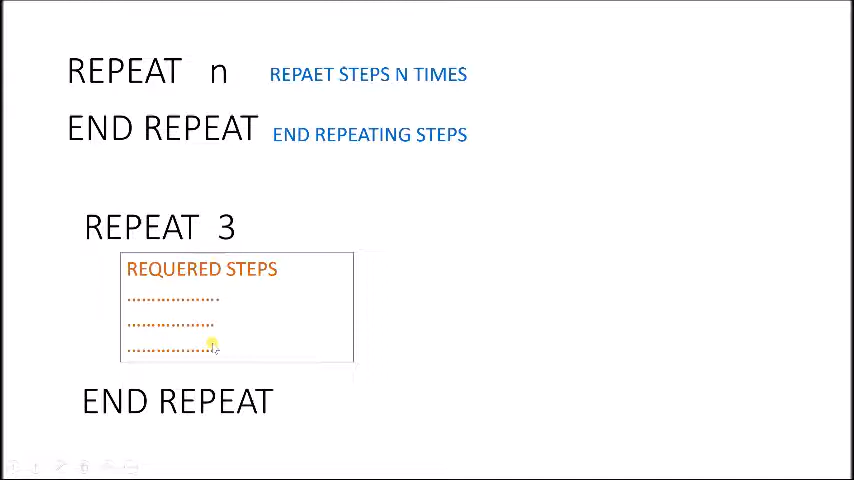 REPEAT n REPAET STEPS N TIMES
END REPEAT END REPEATING STEPS
REPEAT 3
REQUERED STEPS
...................
..................
..................
END REPEAT